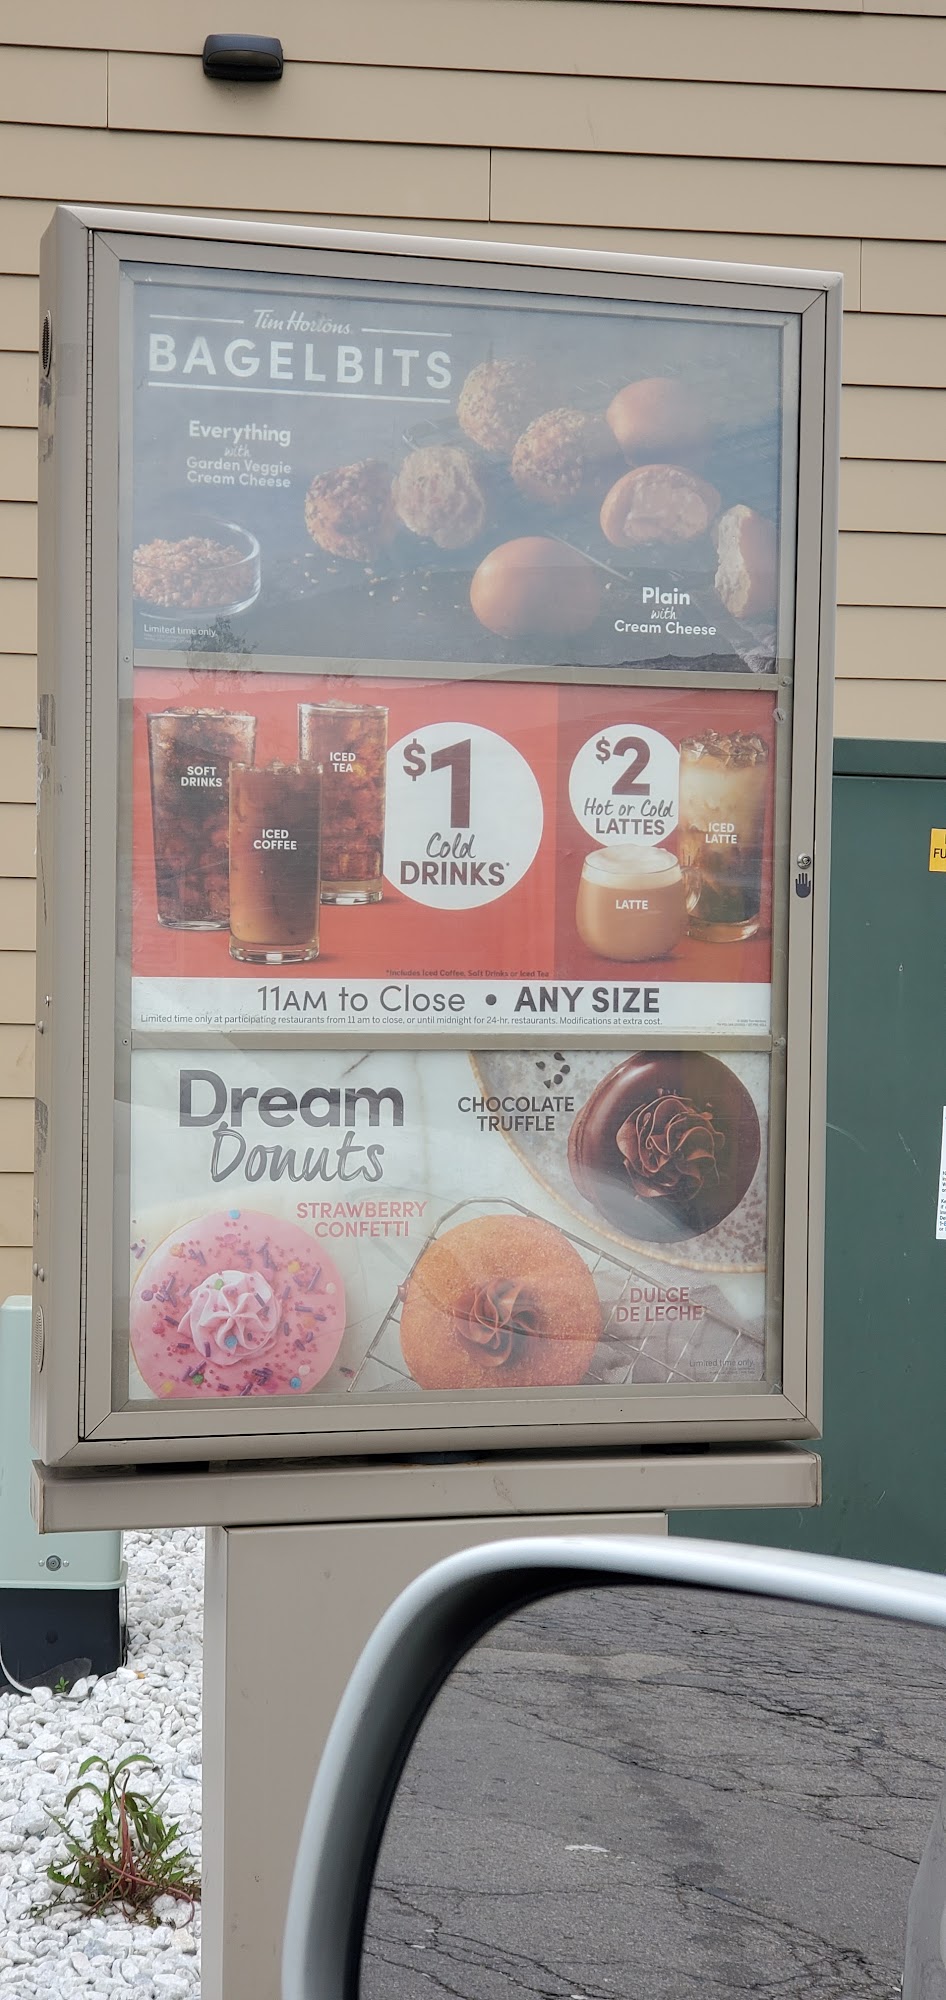 Tim Hortons
BAGELBITS
Everything
with
Garden Veggie
Cream Cheese
Plain
with
Cream Cheese
Limited time only.
SOFT
DRINKS
ICED
TEA
ICED
COFFEE
$1
Cold
DRINKS*
$2
Hot or Cold
LATTES
ICED
LATTE
LATTE
*Includes Iced Coffee, Soft Drinks or Iced Tea
11AM to Close • ANY SIZE
Limited time only at participating restaurants from 11 am to close, or until midnight for 24-hr. restaurants. Modifications at extra cost.
Dream
Donuts
CHOCOLATE
TRUFFLE
STRAWBERRY
CONFETTI
DULCE
DE LECHE
Limited time only.
FU